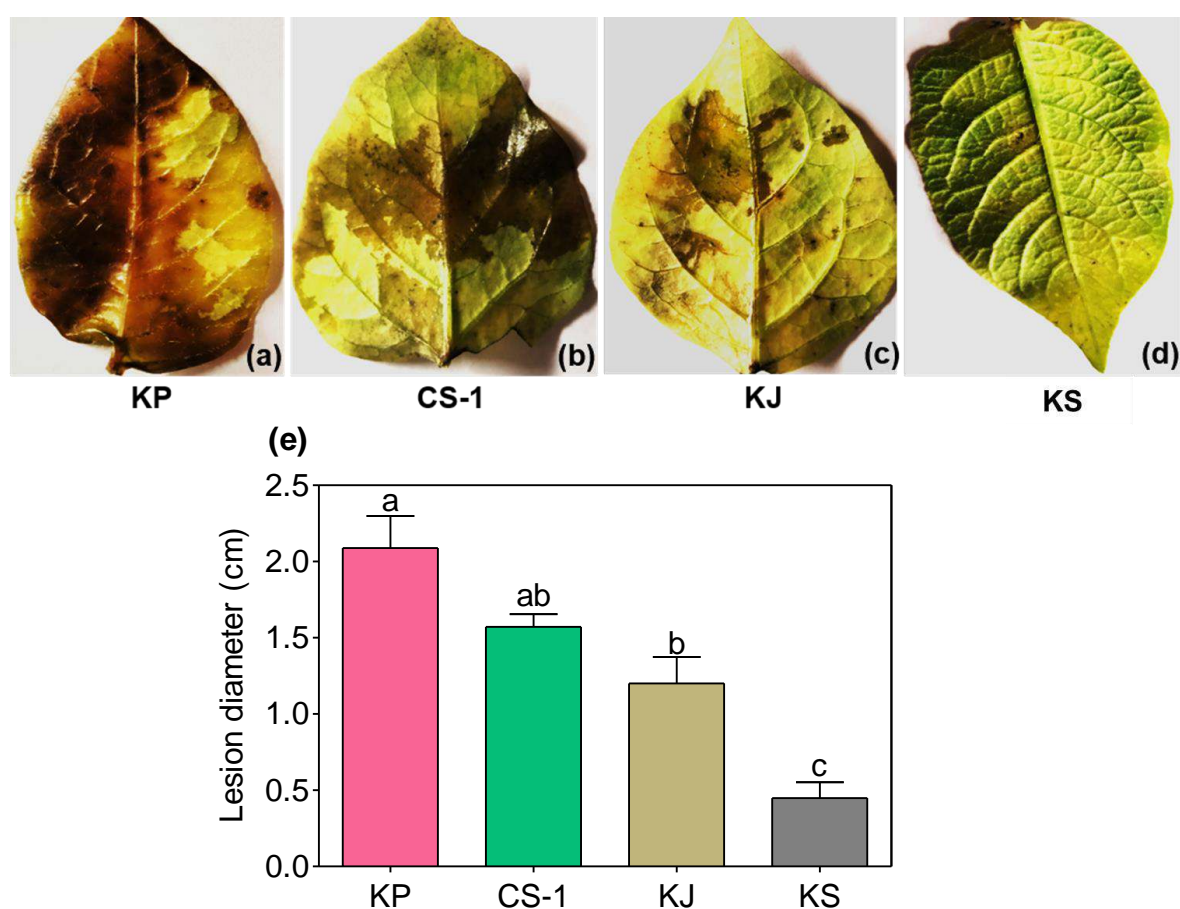 (a) (b) (c) (d)
KP CS-1 KJ KS
(e)
Lesion diameter (cm)
2.5
2.0
1.5
1.0
0.5
0.0
a
ab
b
c
KP CS-1 KJ KS